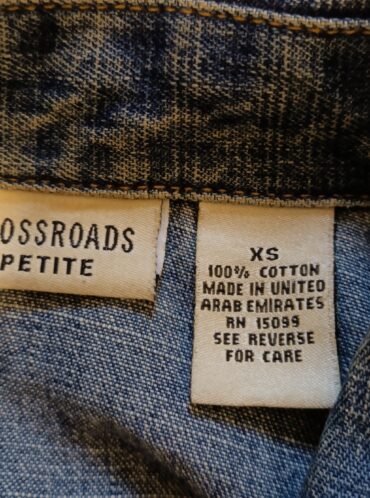 OSSROADS
PETITE
XS
100% COTTON
MADE IN UNITED
ARAB EMIRATES
RN 15099
SEE REVERSE
FOR CARE